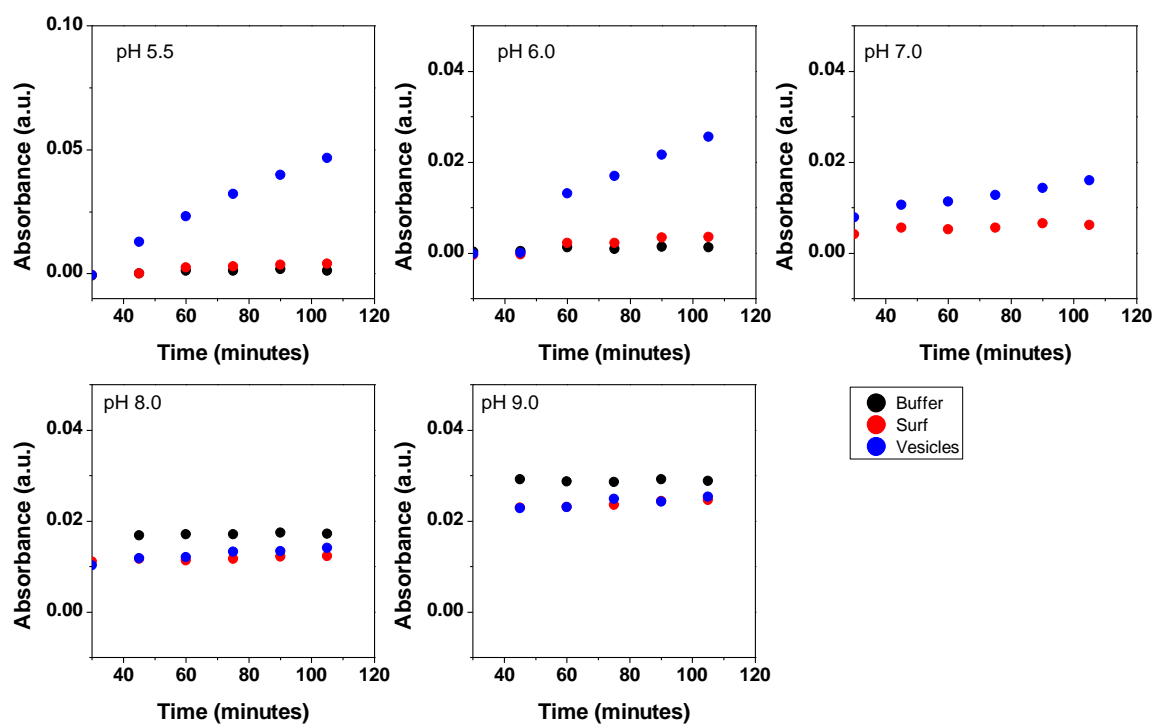 pH 5.5
Absorbance (a.u.)
0.10
0.05
0.00
40 60 80 100 120
Time (minutes)
pH 6.0
Absorbance (a.u.)
0.04
0.02
0.00
40 60 80 100 120
Time (minutes)
pH 7.0
Absorbance (a.u.)
0.04
0.02
0.00
40 60 80 100 120
Time (minutes)
pH 8.0
Absorbance (a.u.)
0.04
0.02
0.00
40 60 80 100 120
Time (minutes)
pH 9.0
Absorbance (a.u.)
0.04
0.02
0.00
40 60 80 100 120
Time (minutes)
Buffer
Surf
Vesicles